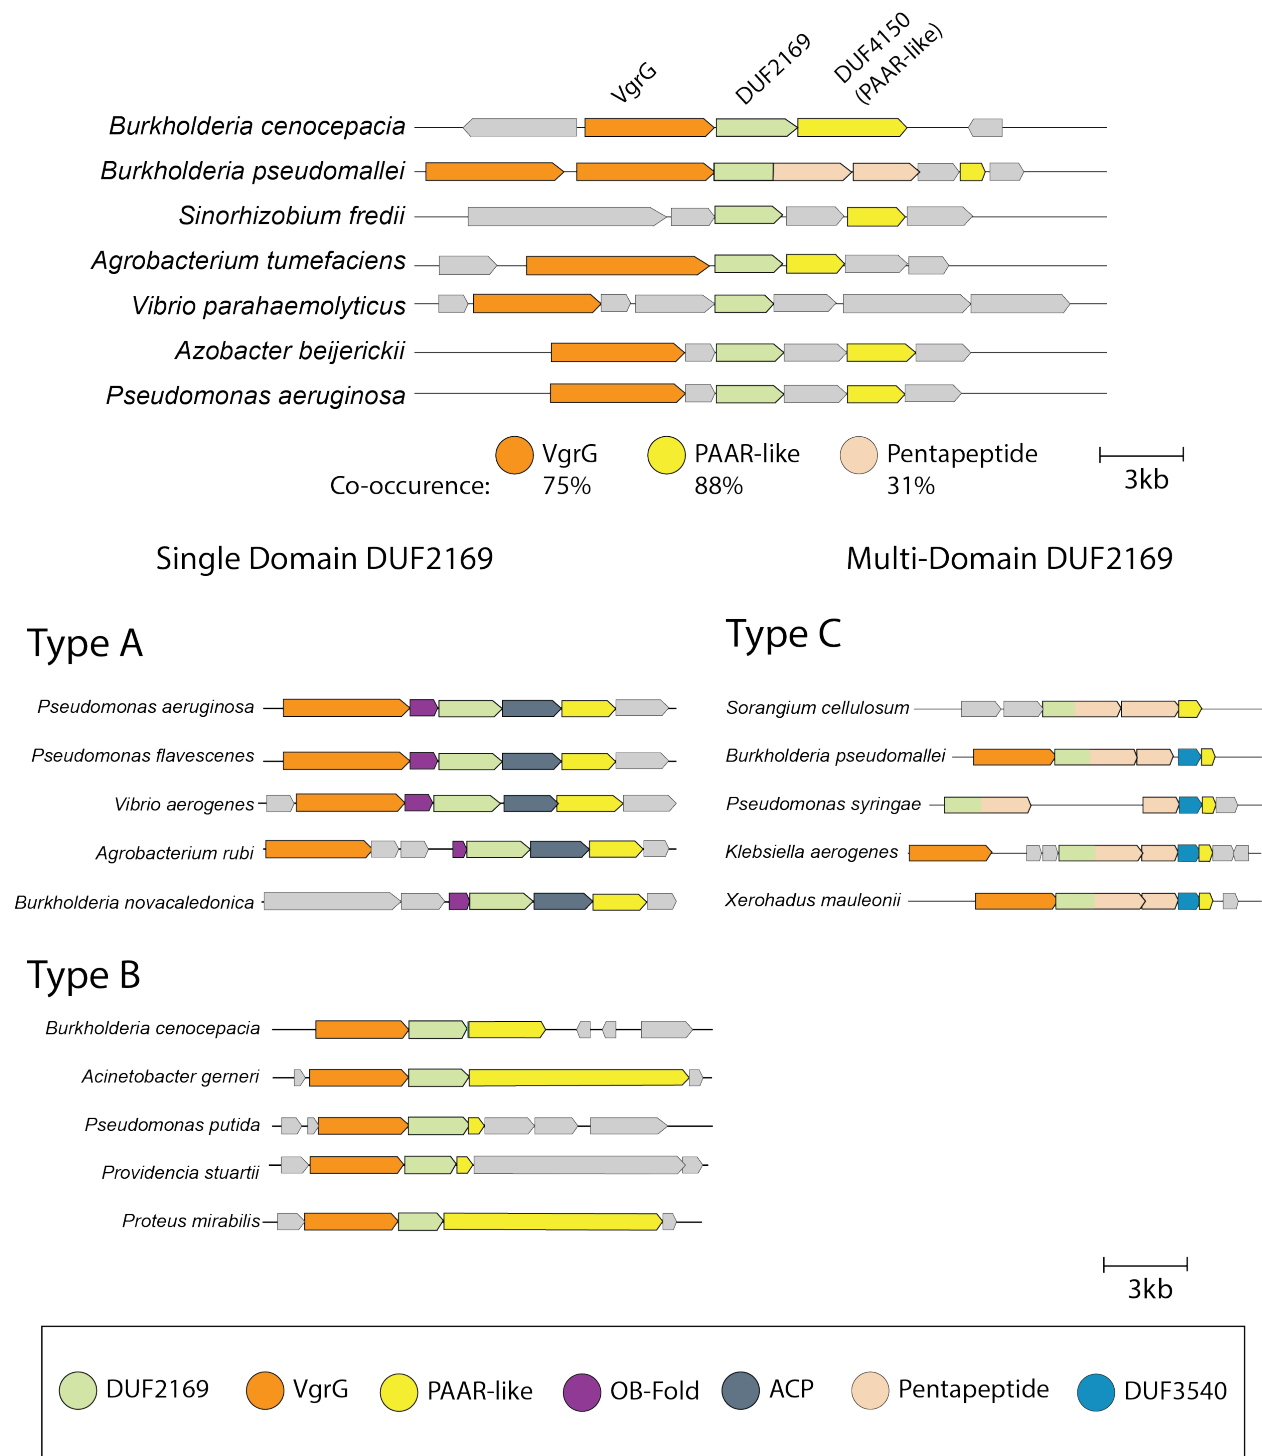 VgrG
DUF2169
DUF4150
(PAAR-like)
Burkholderia cenocepacia
Burkholderia pseudomallei
Sinorhizobium fredii
Agrobacterium tumefaciens
Vibrio parahaemolyticus
Azobacter beijerickii
Pseudomonas aeruginosa
VgrG
PAAR-like
Pentapeptide
Co-occurence:
75%
88%
31%
3kb
Single Domain DUF2169
Multi-Domain DUF2169
Type A
Pseudomonas aeruginosa
Pseudomonas flavescenes
Vibrio aerogenes
Agrobacterium rubi
Burkholderia novacaledonica
Type C
Sorangium cellulosum
Burkholderia pseudomallei
Pseudomonas syringae
Klebsiella aerogenes
Xerohadus mauleonii
Type B
Burkholderia cenocepacia
Acinetobacter gerneri
Pseudomonas putida
Providencia stuartii
Proteus mirabilis
3kb
DUF2169
VgrG
PAAR-like
OB-Fold
ACP
Pentapeptide
DUF3540